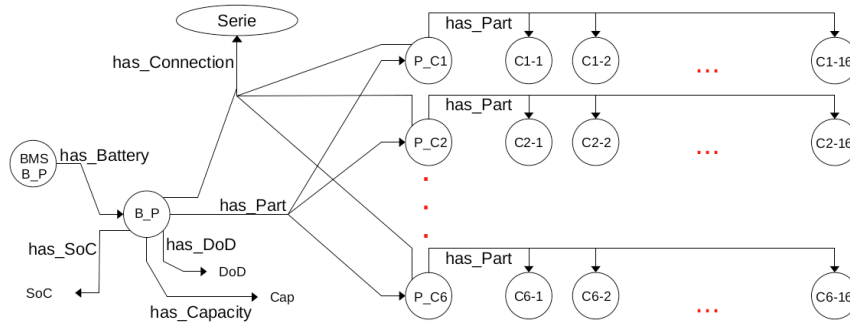 Serie
has_Connection
has_Part
P_C1
C1-1
C1-2
...
C1-16
has_Part
P_C2
C2-1
C2-2
...
C2-16
BMS
B_P
has_Battery
B_P
has_Part
has_SoC
has_DoD
SoC
DoD
has_Capacity
Cap
has_Part
P_C6
C6-1
C6-2
...
C6-16